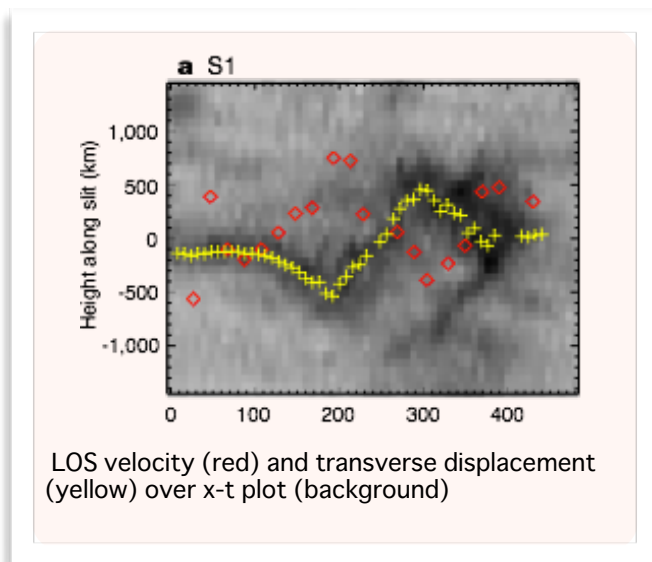 a S1
Height along slit (km)
1,000
500
0
-500
-1,000
0 100 200 300 400
LOS velocity (red) and transverse displacement
(yellow) over x-t plot (background)